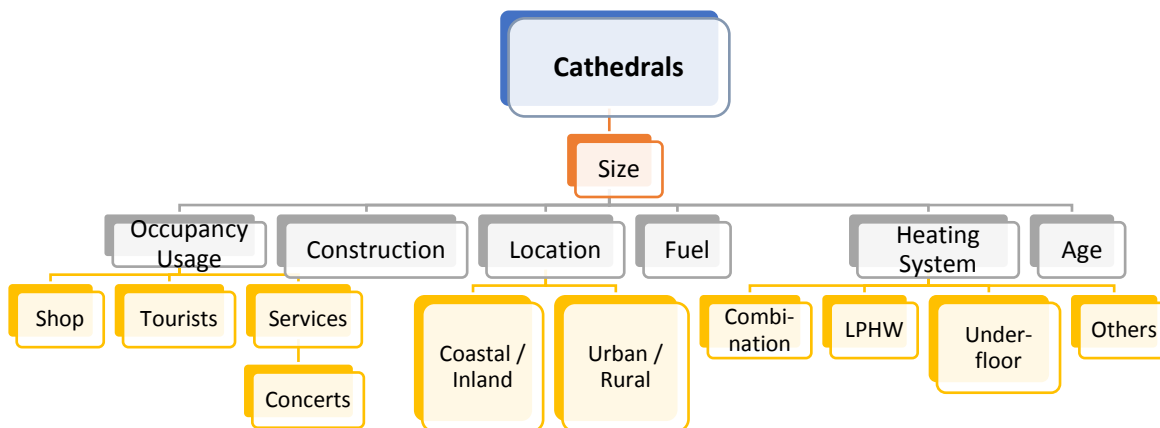 Cathedrals
Size
Occupancy
Usage
Construction
Location
Fuel
Heating
System
Age
Shop
Tourists
Services
Concerts
Coastal /
Inland
Urban /
Rural
Combi-
nation
LPHW
Under-
floor
Others